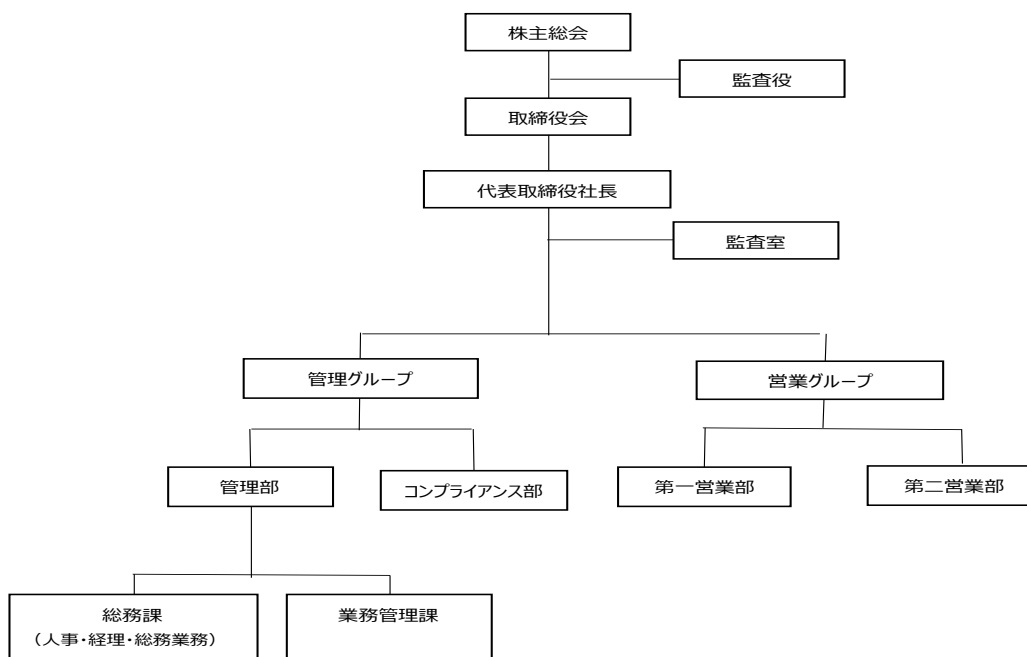 株主総会
監査役
取締役会
代表取締役社長
監査室
管理グループ
営業グループ
管理部
コンプライアンス部
第一営業部
第二営業部
総務課
（人事・経理・総務業務）
業務管理課